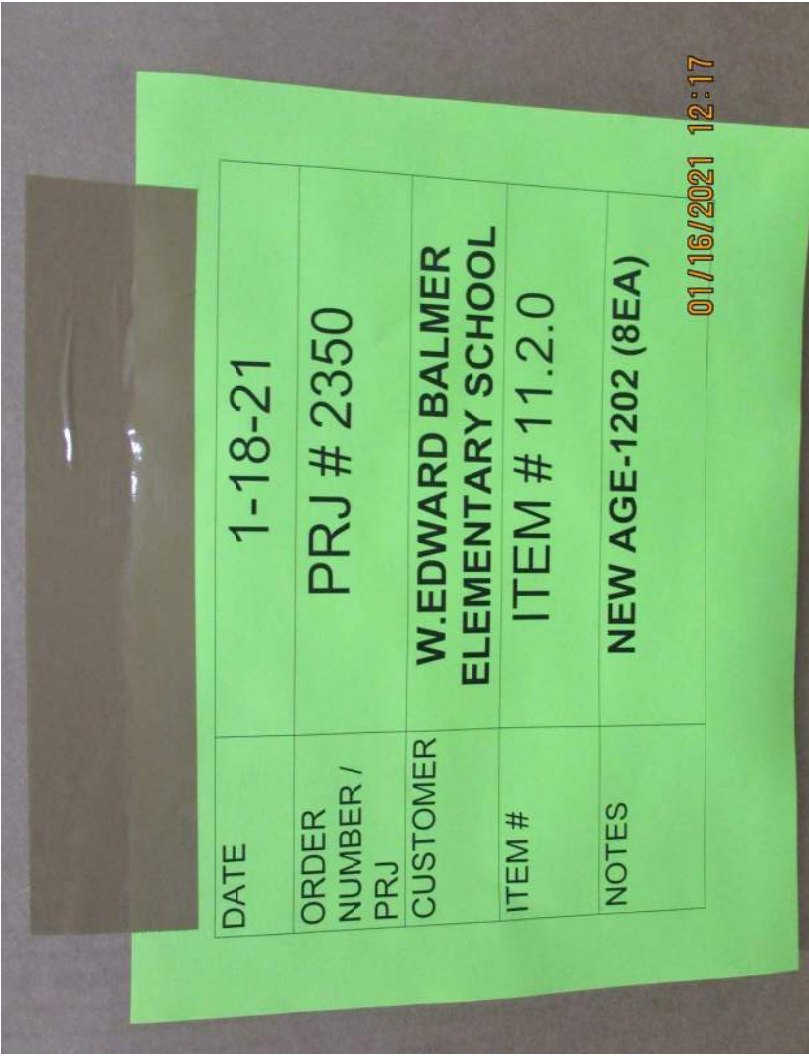 DATE 1-18-21
ORDER
NUMBER /
PRJ
PRJ # 2350
CUSTOMER
W.EDWARD BALMER
ELEMENTARY SCHOOL
ITEM # ITEM # 11.2.0
NOTES NEW AGE-1202 (8EA)
01/16/2021 12:17